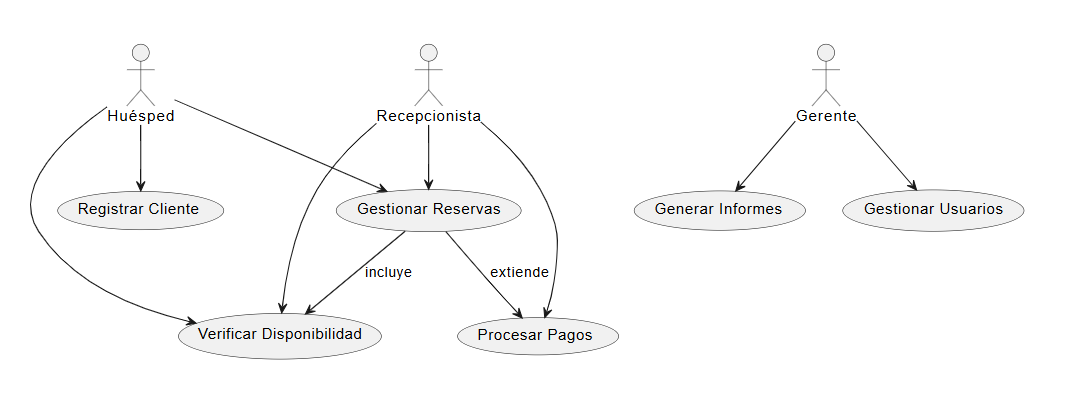 Huésped
Recepcionista
Gerente
Registrar Cliente
Gestionar Reservas
Generar Informes
Gestionar Usuarios
incluye
extiende
Verificar Disponibilidad
Procesar Pagos